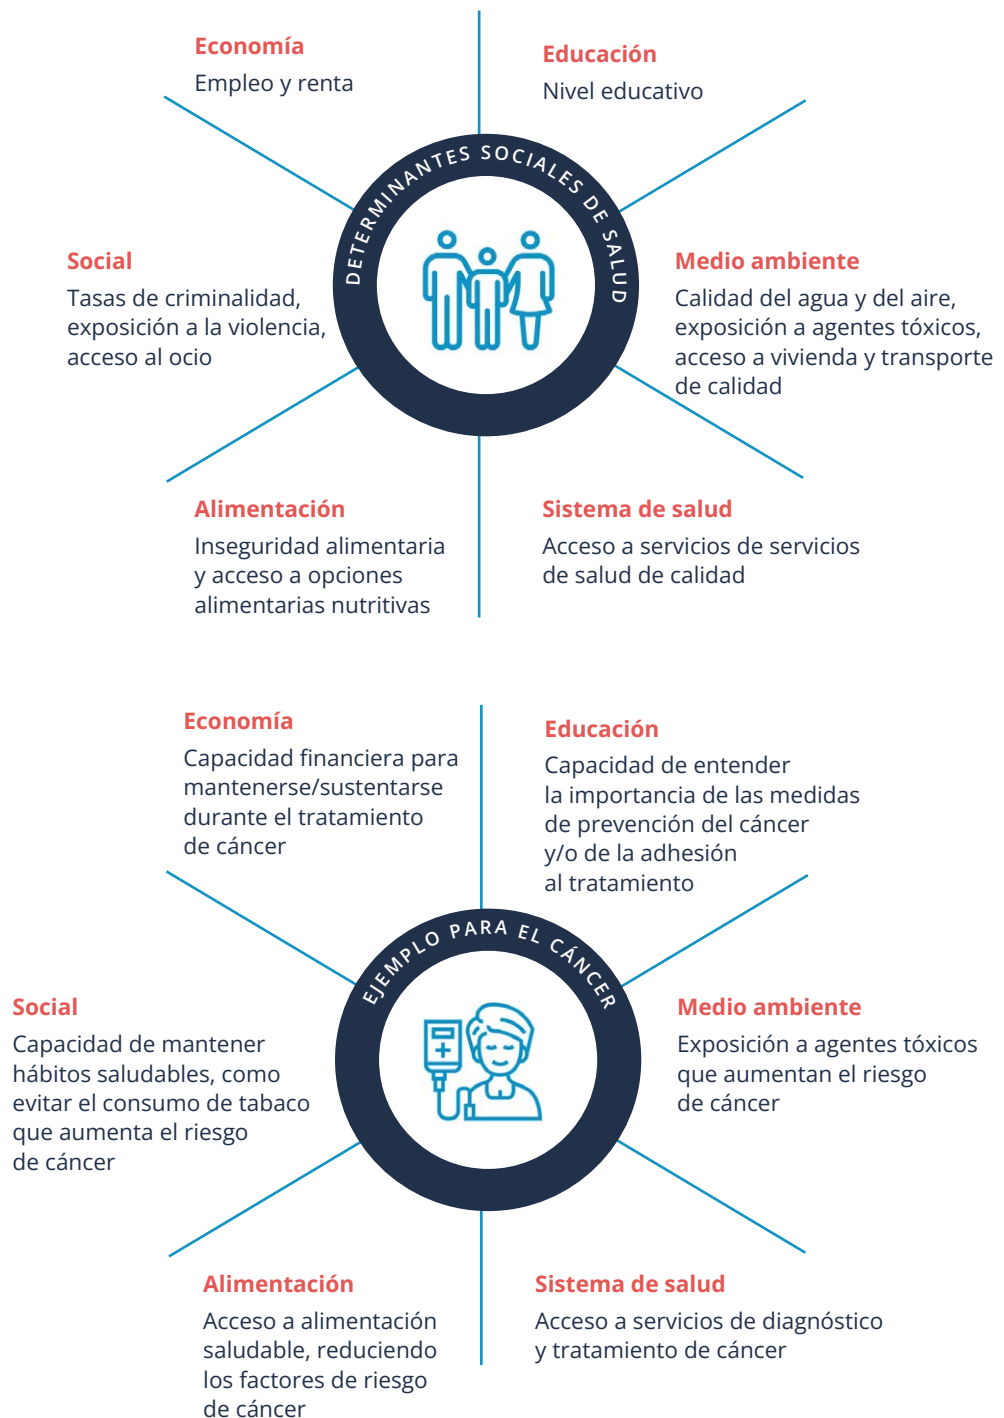 Economía
Empleo y renta
Educación
Nivel educativo
DETERMINANTES SOCIALES DE SALUD
Social
Tasas de criminalidad,
exposición a la violencia,
acceso al ocio
Medio ambiente
Calidad del agua y del aire,
exposición a agentes tóxicos,
acceso a vivienda y transporte
de calidad
Alimentación
Inseguridad alimentaria
y acceso a opciones
alimentarias nutritivas
Sistema de salud
Acceso a servicios de servicios
de salud de calidad
Economía
Capacidad financiera para
mantenerse/sustentarse
durante el tratamiento
de cáncer
Educación
Capacidad de entender
la importancia de las medidas
de prevención del cáncer
y/o de la adhesión
al tratamiento
EJEMPLO PARA EL CÁNCER
Social
Capacidad de mantener
hábitos saludables, como
evitar el consumo de tabaco
que aumenta el riesgo
de cáncer
Medio ambiente
Exposición a agentes tóxicos
que aumentan el riesgo
de cáncer
Alimentación
Acceso a alimentación
saludable, reduciendo
los factores de riesgo
de cáncer
Sistema de salud
Acceso a servicios de diagnóstico
y tratamiento de cáncer